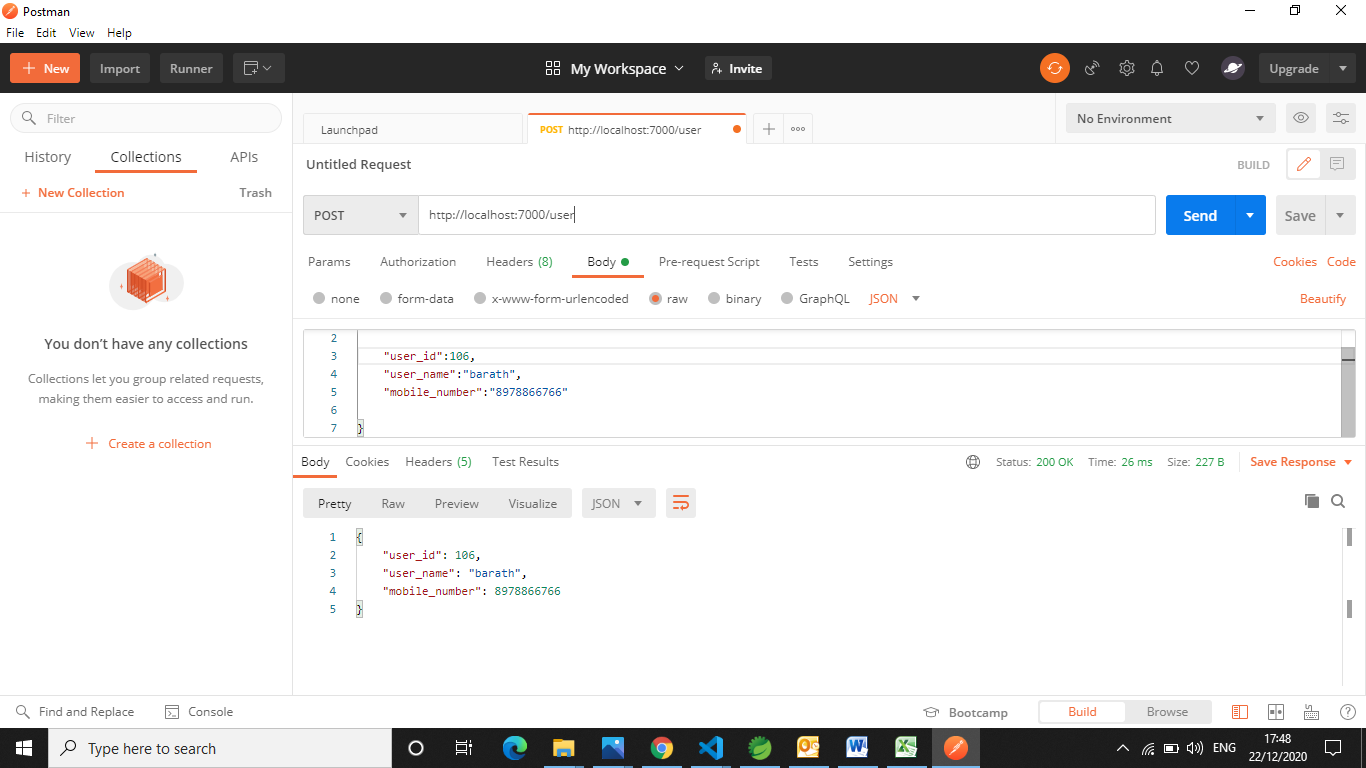 Postman
File Edit View Help
New Import Runner My Workspace Invite Upgrade
Filter
History Collections APIs
+ New Collection Trash
You don't have any collections
Collections let you group related requests,
making them easier to access and run.
+ Create a collection
Launchpad POST http://localhost:7000/user No Environment
Untitled Request BUILD
POST http://localhost:7000/user Send Save
Params Authorization Headers (8) Body Pre-request Script Tests Settings Cookies Code
none form-data x-www-form-urlencoded raw binary GraphQL JSON Beautify
2
3 "user_id":106,
4 "user_name":"barath",
5 "mobile_number":"8978866766"
6
7 }
Body Cookies Headers (5) Test Results Status: 200 OK Time: 26 ms Size: 227 B Save Response
Pretty Raw Preview Visualize JSON
1 {
2 "user_id": 106,
3 "user_name": "barath",
4 "mobile_number": 8978866766
5 }
Find and Replace Console Bootcamp Build Browse
Type here to search ENG 17:48
22/12/2020